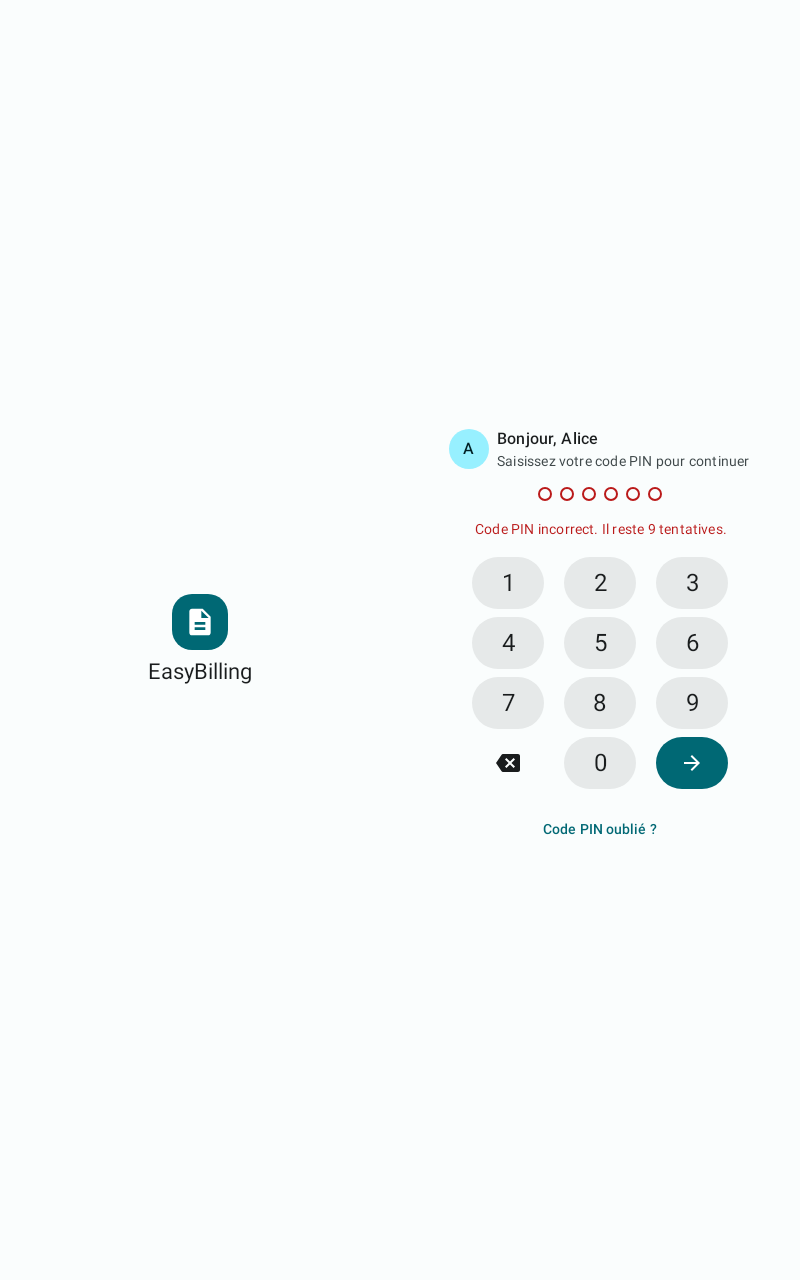 EasyBilling
A
Bonjour, Alice
Saisissez votre code PIN pour continuer
Code PIN incorrect. Il reste 9 tentatives.
1 2 3
4 5 6
7 8 9
0
Code PIN oublié ?